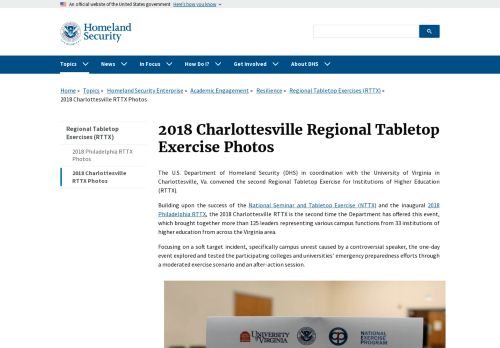 An official website of the United States government Here's how you know
Homeland
Security
Topics News In Focus How Do I? Get Involved About DHS
Home » Topics » Homeland Security Enterprise » Academic Engagement » Resilience » Regional Tabletop Exercises (RTTX) »
2018 Charlottesville RTTX Photos
Regional Tabletop
Exercises (RTTX)
2018 Philadelphia RTTX
Photos
2018 Charlottesville
RTTX Photos
2018 Charlottesville Regional Tabletop
Exercise Photos
The U.S. Department of Homeland Security (DHS) in coordination with the University of Virginia in
Charlottesville, Va. convened the second Regional Tabletop Exercise for Institutions of Higher Education
(RTTX).
Building upon the success of the National Seminar and Tabletop Exercise (NTTX) and the inaugural 2018
Philadelphia RTTX, the 2018 Charlottesville RTTX is the second time the Department has offered this event,
which brought together more than 125 leaders representing various campus functions from 33 institutions of
higher education from across the Virginia area.
Focusing on a soft target incident, specifically campus unrest caused by a controversial speaker, the one-day
event explored and tested the participating colleges and universities' emergency preparedness efforts through
a moderated exercise scenario and an after-action session.
UNIVERSITY
of VIRGINIA
NATIONAL
EXERCISE
PROGRAM